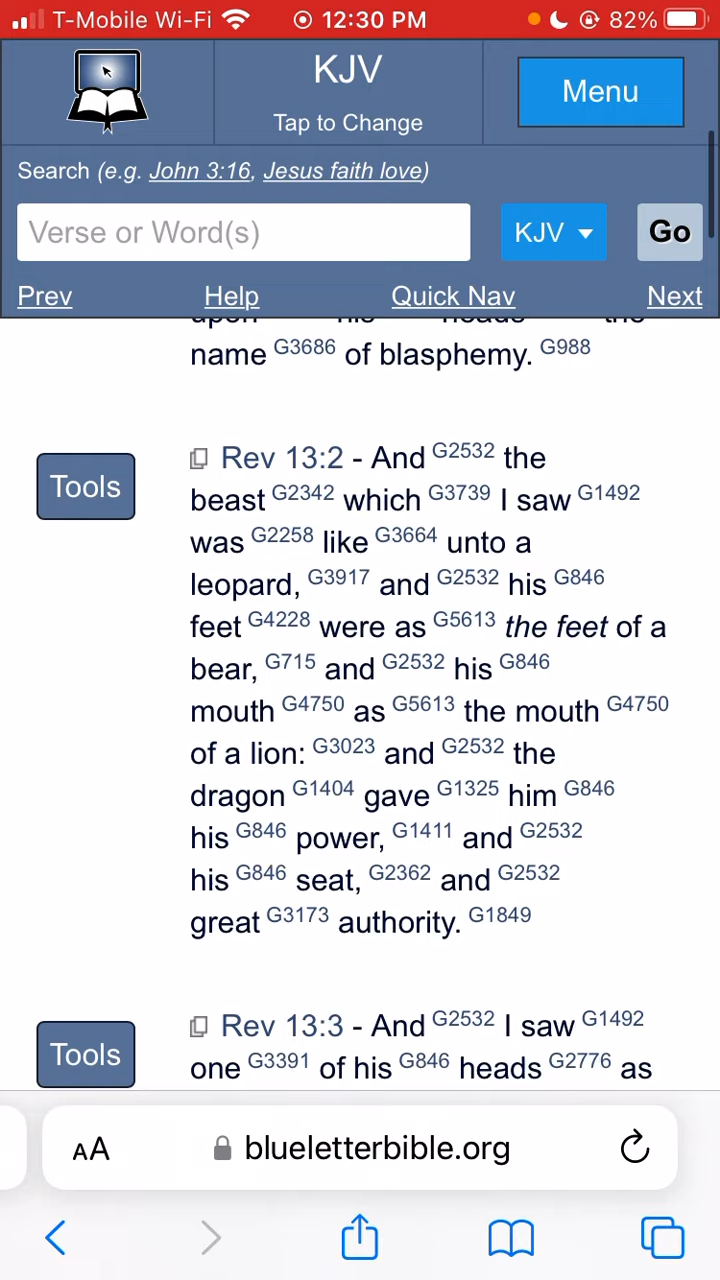 T-Mobile Wi-Fi 12:30 PM 82%
KJV Menu
Tap to Change
Search (e.g. John 3:16, Jesus faith love)
Verse or Word(s) KJV Go
Prev Help Quick Nav Next
upon his heads the
name G3686 of blasphemy. G988
Tools
Rev 13:2 - And G2532 the
beast G2342 which G3739 I saw G1492
was G2258 like G3664 unto a
leopard, G3917 and G2532 his G846
feet G4228 were as G5613 the feet of a
bear, G715 and G2532 his G846
mouth G4750 as G5613 the mouth G4750
of a lion: G3023 and G2532 the
dragon G1404 gave G1325 him G846
his G846 power, G1411 and G2532
his G846 seat, G2362 and G2532
great G3173 authority. G1849
Tools
Rev 13:3 - And G2532 I saw G1492
one G3391 of his G846 heads G2776 as
AA blueletterbible.org